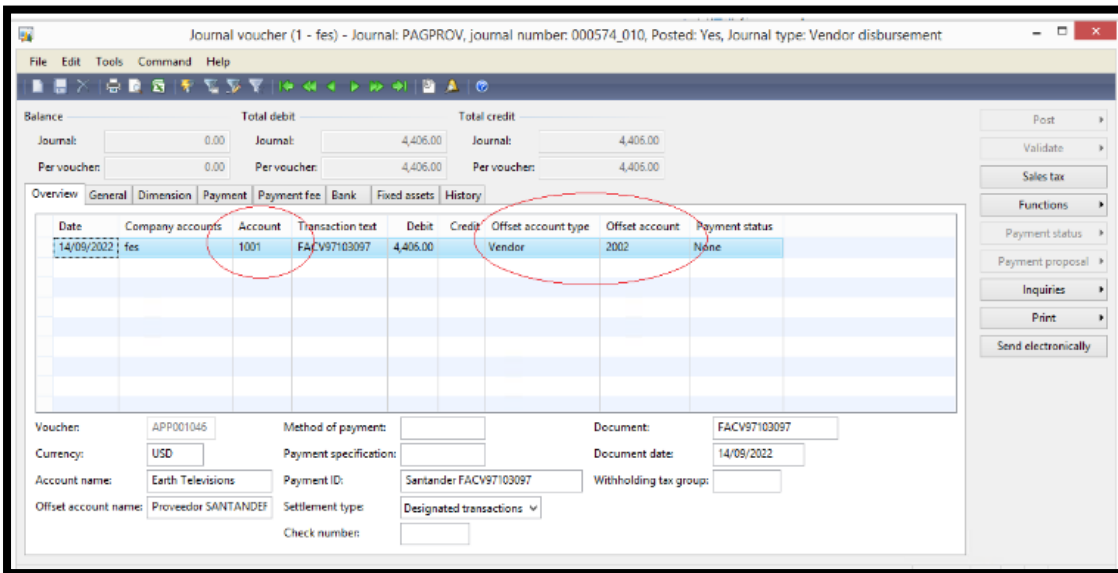 Journal voucher (1 - fes) - Journal: PAGPROV, journal number: 000574_010, Posted: Yes, Journal type: Vendor disbursement
File Edit Tools Command Help
Balance Total debit Total credit
Journal: 0.00 Journal: 4,406.00 Journal: 4,406.00
Per voucher: 0.00 Per voucher: 4,406.00 Per voucher: 4,406.00
Overview General Dimension Payment Payment fee Bank Fixed assets History
Date Company accounts Account Transaction text Debit Credit Offset account type Offset account Payment status
14/09/2022 fes 1001 FACV97103097 4,406.00 Vendor 2002 None
Voucher: APP001046 Method of payment: Document: FACV97103097
Currency: USD Payment specification: Document date: 14/09/2022
Account name: Earth Televisions Payment ID: Santander FACV97103097 Withholding tax group:
Offset account name: Proveedor SANTANDER Settlement type: Designated transactions
Check number:
Post
Validate
Sales tax
Functions
Payment status
Payment proposal
Inquiries
Print
Send electronically